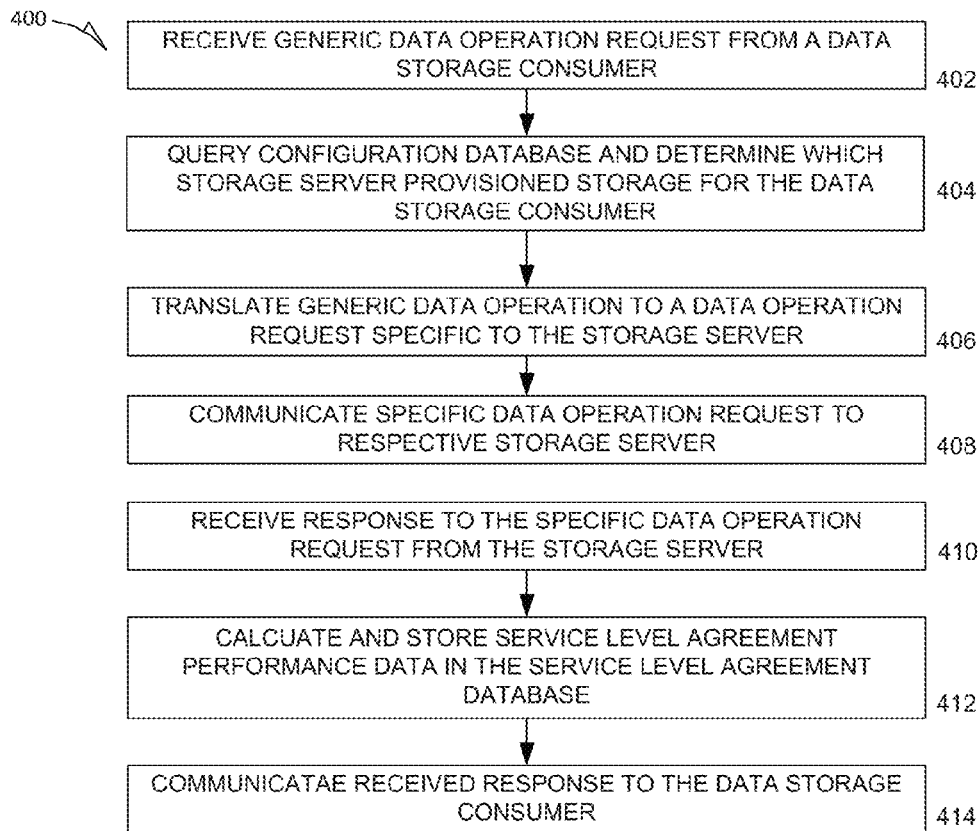 400
RECEIVE GENERIC DATA OPERATION REQUEST FROM A DATA
STORAGE CONSUMER
402
QUERY CONFIGURATION DATABASE AND DETERMINE WHICH
STORAGE SERVER PROVISIONED STORAGE FOR THE DATA
STORAGE CONSUMER
404
TRANSLATE GENERIC DATA OPERATION TO A DATA OPERATION
REQUEST SPECIFIC TO THE STORAGE SERVER
406
COMMUNICATE SPECIFIC DATA OPERATION REQUEST TO
RESPECTIVE STORAGE SERVER
408
RECEIVE RESPONSE TO THE SPECIFIC DATA OPERATION
REQUEST FROM THE STORAGE SERVER
410
CALCUATE AND STORE SERVICE LEVEL AGREEMENT
PERFORMANCE DATA IN THE SERVICE LEVEL AGREEMENT
DATABASE
412
COMMUNICATAE RECEIVED RESPONSE TO THE DATA STORAGE
CONSUMER
414